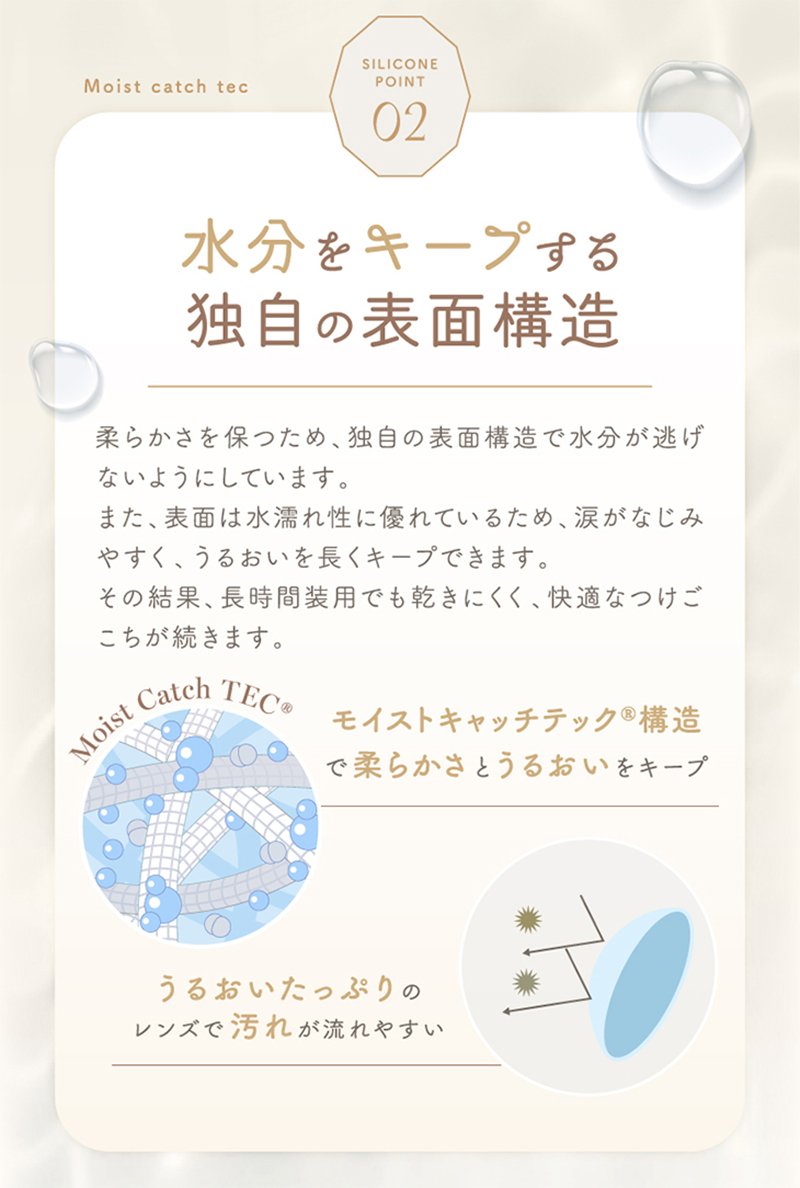 Moist catch tec
SILICONE
POINT
02
水分をキープする
独自の表面構造
柔らかさを保つため、独自の表面構造で水分が逃げ
ないようにしています。
また、表面は水濡れ性に優れているため、涙がなじみ
やすく、うるおいを長くキープできます。
その結果、長時間装用でも乾きにくく、快適なつけご
こちが続きます。
Moist Catch TEC®
モイストキャッチテック®構造
で柔らかさとうるおいをキープ
うるおいたっぷりの
レンズで汚れが流れやすい